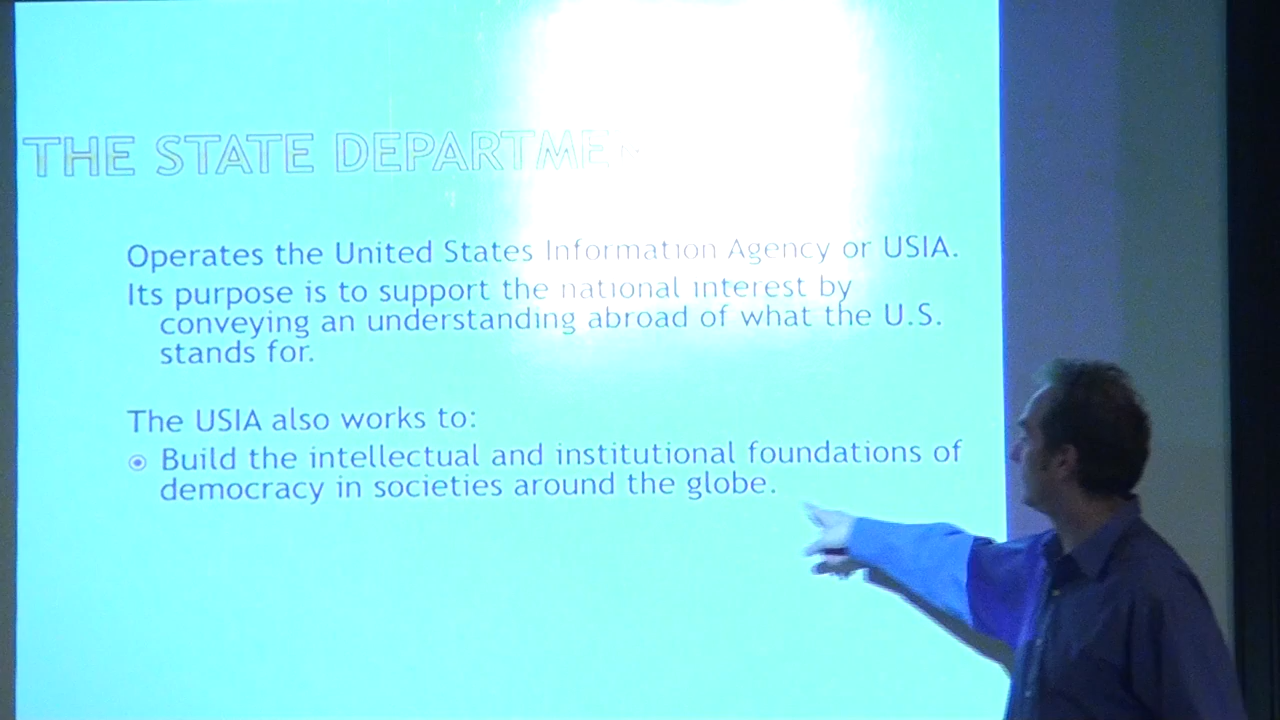 THE STATE DEPARTME
Operates the United States Information Agency or USIA.
Its purpose is to support the national interest by
conveying an understanding abroad of what the U.S.
stands for.
The USIA also works to:
Build the intellectual and institutional foundations of
democracy in societies around the globe.